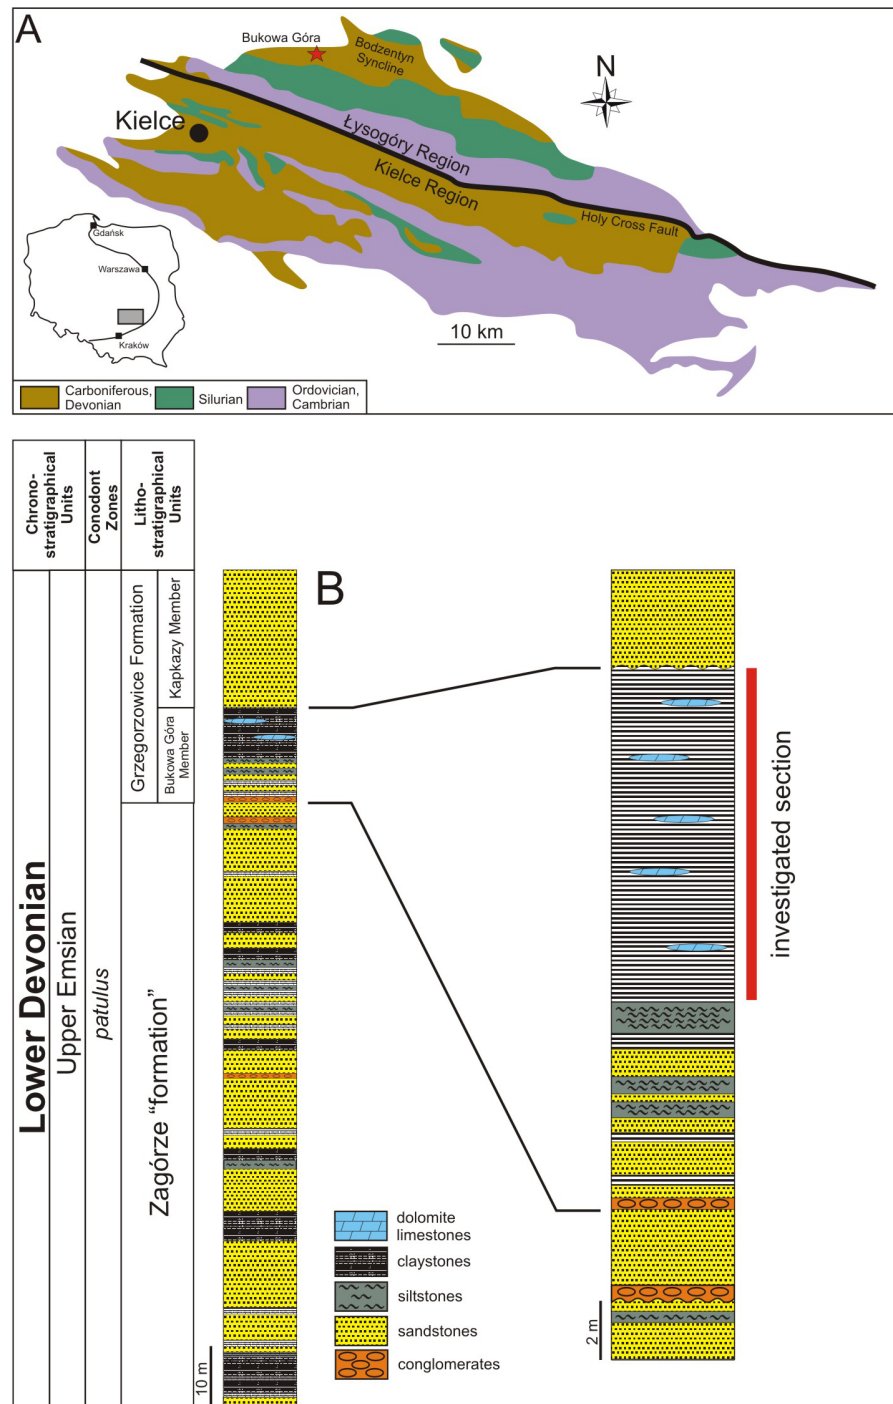 A
Bukowa Góra
Bodzentyn
Syncline
N
Kielce
Łysogóry Region
Kielce Region
Holy Cross Fault
Gdańsk
Warszawa
Kraków
10 km
Carboniferous,
Devonian
Silurian
Ordovician,
Cambrian
Chrono-
stratigraphical
Units
Conodont
Zones
Litho-
stratigraphical
Units
B
Lower Devonian
Upper Emsian
patulus
Grzegorzowice Formation
Kapkazy Member
Bukowa Góra
Member
Zagórze “formation”
investigated section
dolomite
limestones
claystones
siltstones
sandstones
conglomerates
10 m
2 m